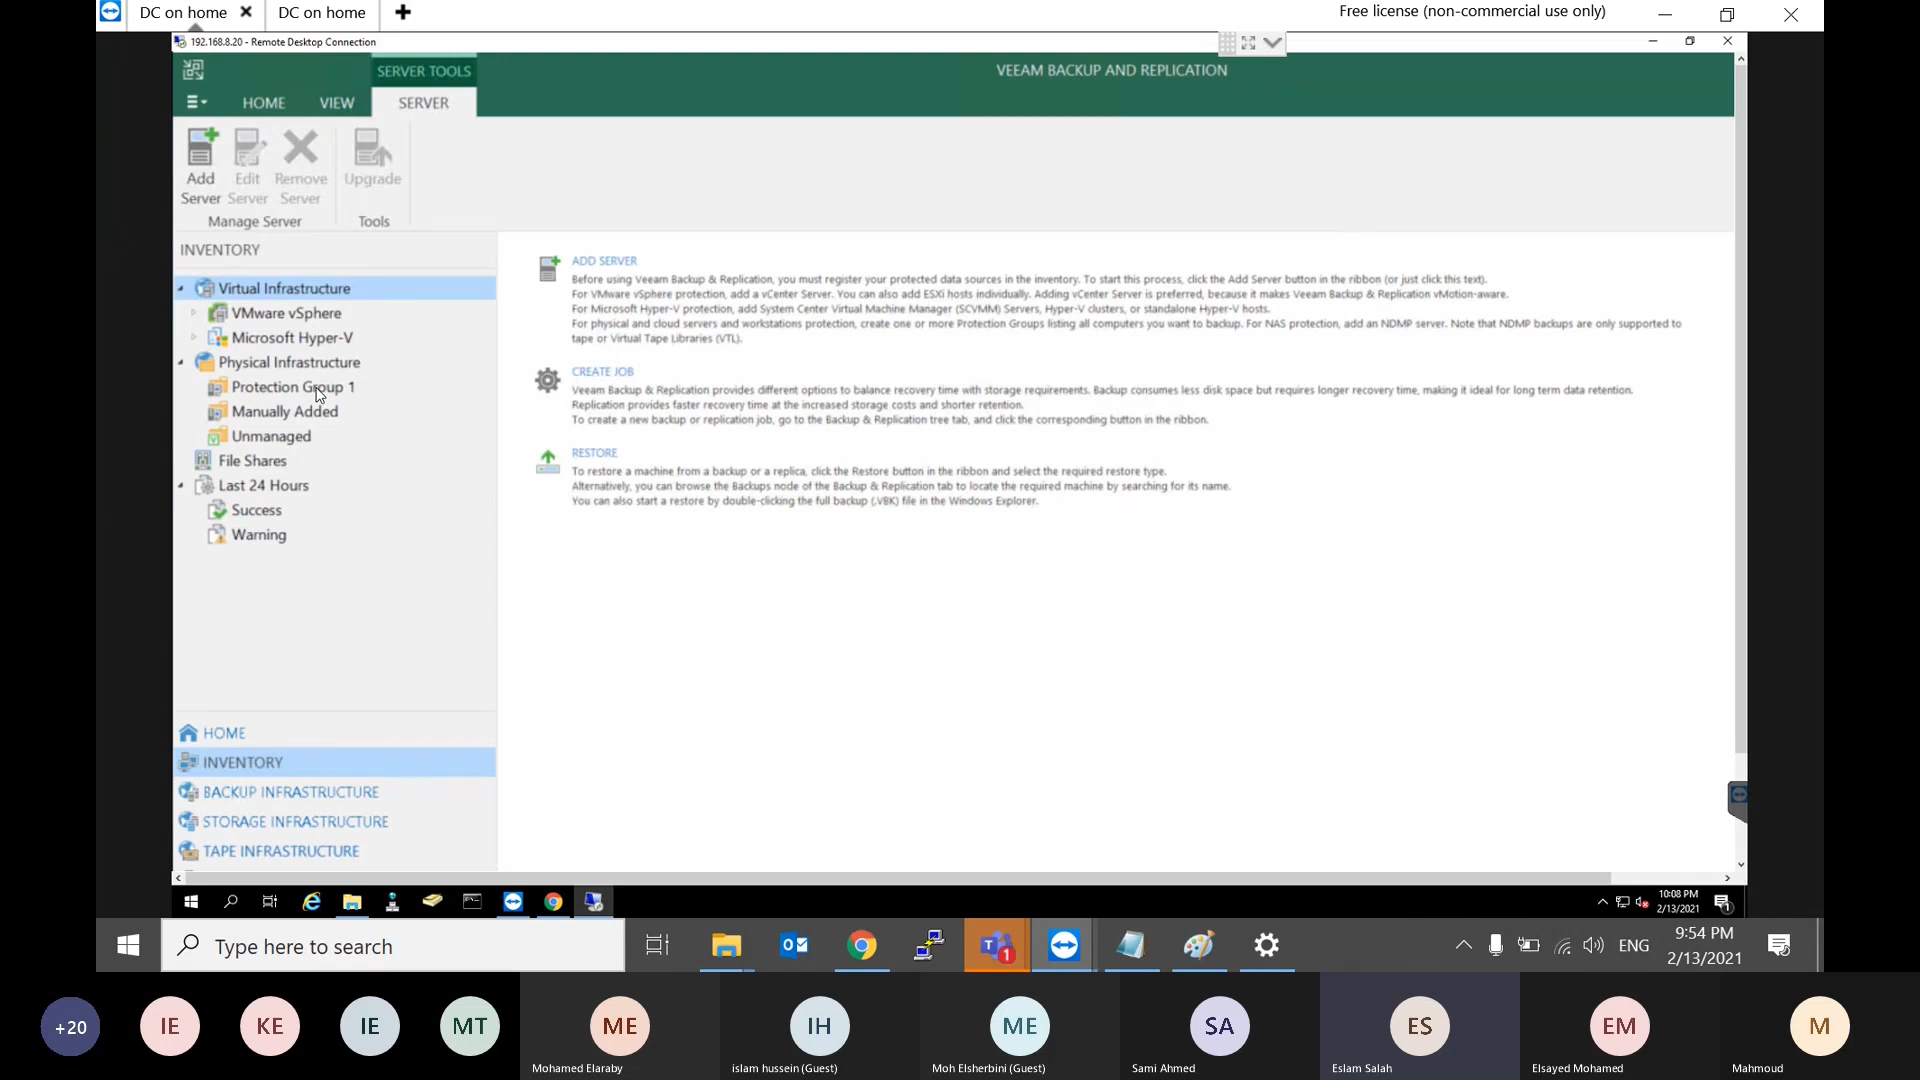 DC on home
DC on home
Free license (non-commercial use only)
192.168.8.20 - Remote Desktop Connection
SERVER TOOLS
VEEAM BACKUP AND REPLICATION
HOME
VIEW
SERVER
Add Server
Edit Server
Remove Server
Upgrade
Manage Server
Tools
INVENTORY
Virtual Infrastructure
VMware vSphere
Microsoft Hyper-V
Physical Infrastructure
Protection Group 1
Manually Added
Unmanaged
File Shares
Last 24 Hours
Success
Warning
ADD SERVER
Before using Veeam Backup & Replication, you must register your protected data sources in the inventory. To start this process, click the Add Server button in the ribbon (or just click this text).
For VMware vSphere protection, add a vCenter Server. You can also add ESXi hosts individually. Adding vCenter Server is preferred, because it makes Veeam Backup & Replication vMotion-aware.
For Microsoft Hyper-V protection, add System Center Virtual Machine Manager (SCVMM) Servers, Hyper-V clusters, or standalone Hyper-V hosts.
For physical and cloud servers and workstations protection, create one or more Protection Groups listing all computers you want to backup. For NAS protection, add an NDMP server. Note that NDMP backups are only supported to
tape or Virtual Tape Libraries (VTL).
CREATE JOB
Veeam Backup & Replication provides different options to balance recovery time with storage requirements. Backup consumes less disk space but requires longer recovery time, making it ideal for long term data retention.
Replication provides faster recovery time at the increased storage costs and shorter retention.
To create a new backup or replication job, go to the Backup & Replication tree tab, and click the corresponding button in the ribbon.
RESTORE
To restore a machine from a backup or a replica, click the Restore button in the ribbon and select the required restore type.
Alternatively, you can browse the Backups node of the Backup & Replication tab to locate the required machine by searching for its name.
You can also start a restore by double-clicking the full backup (.VBK) file in the Windows Explorer.
HOME
INVENTORY
BACKUP INFRASTRUCTURE
STORAGE INFRASTRUCTURE
TAPE INFRASTRUCTURE
10:08 PM
2/13/2021
1
Type here to search
1
ENG
9:54 PM
2/13/2021
+20
IE
KE
IE
MT
ME
Mohamed Elaraby
IH
islam hussein (Guest)
ME
Moh Elsherbini (Guest)
SA
Sami Ahmed
ES
Eslam Salah
EM
Elsayed Mohamed
M
Mahmoud